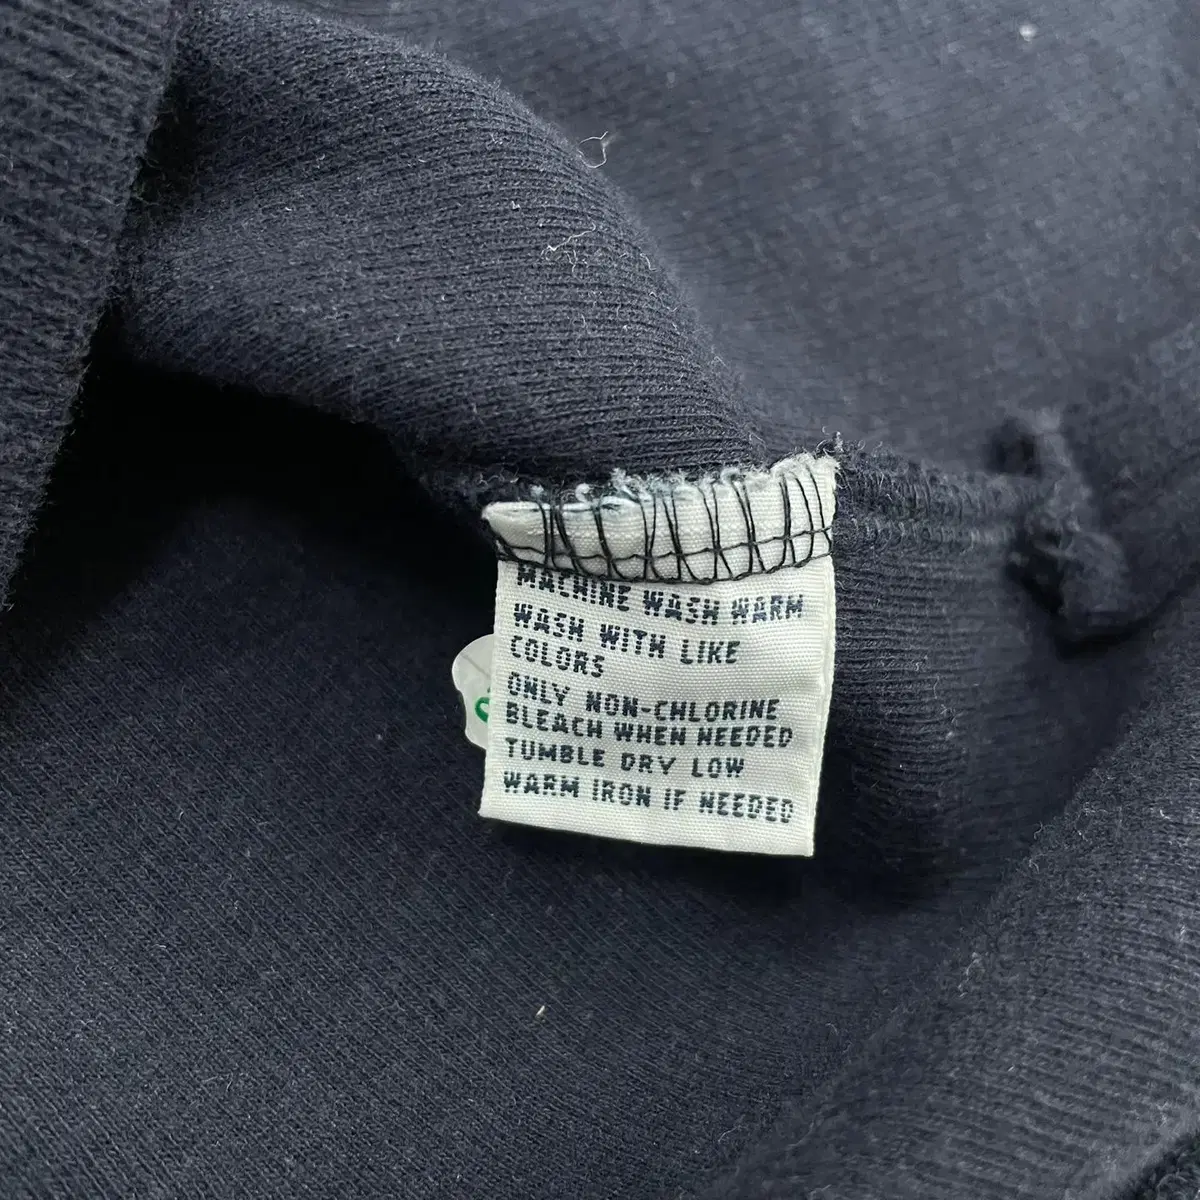 MACHINE WASH WARM
WASH WITH LIKE
COLORS
ONLY NON-CHLORINE
BLEACH WHEN NEEDED
TUMBLE DRY LOW
WARM IRON IF NEEDED